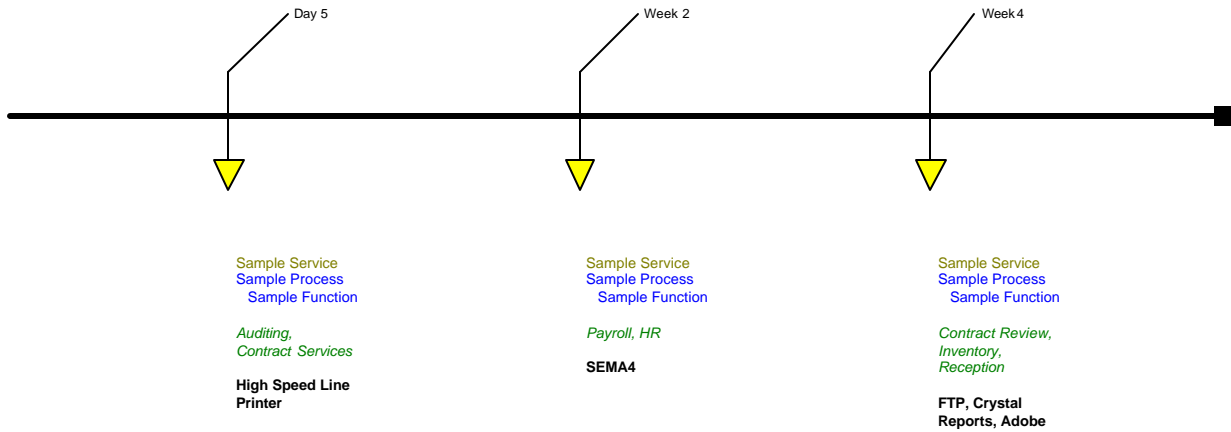 Day 5
Week 2
Week 4
Sample Service
Sample Process
Sample Function
Auditing,
Contract Services
High Speed Line
Printer
Sample Service
Sample Process
Sample Function
Payroll, HR
SEMA4
Sample Service
Sample Process
Sample Function
Contract Review,
Inventory,
Reception
FTP, Crystal
Reports, Adobe